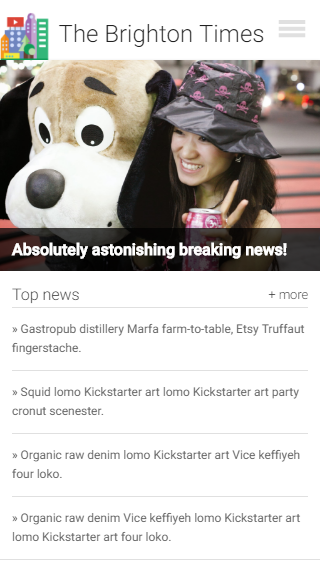 The Brighton Times
Absolutely astonishing breaking news!
Top news
+ more
» Gastropub distillery Marfa farm-to-table, Etsy Truffaut
fingerstache.
» Squid lomo Kickstarter art lomo Kickstarter art party
cronut scenester.
» Organic raw denim lomo Kickstarter art Vice keffiyeh
four loko.
» Organic raw denim Vice keffiyeh lomo Kickstarter art
lomo Kickstarter art four loko.